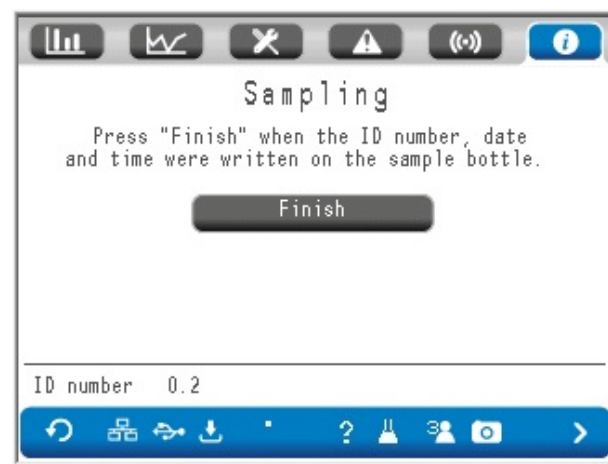 Sampling
Press "Finish" when the ID number, date
and time were written on the sample bottle.
Finish
ID number 0.2
? 3